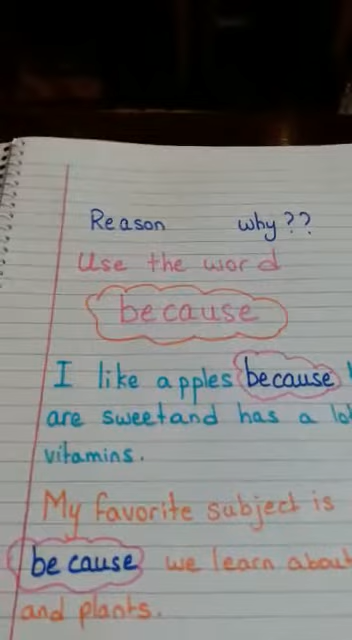 Reason why??
Use the word
because
I like apples because
are sweetand has a lot
vitamins.
My favorite subject is
because we learn about
and plants.